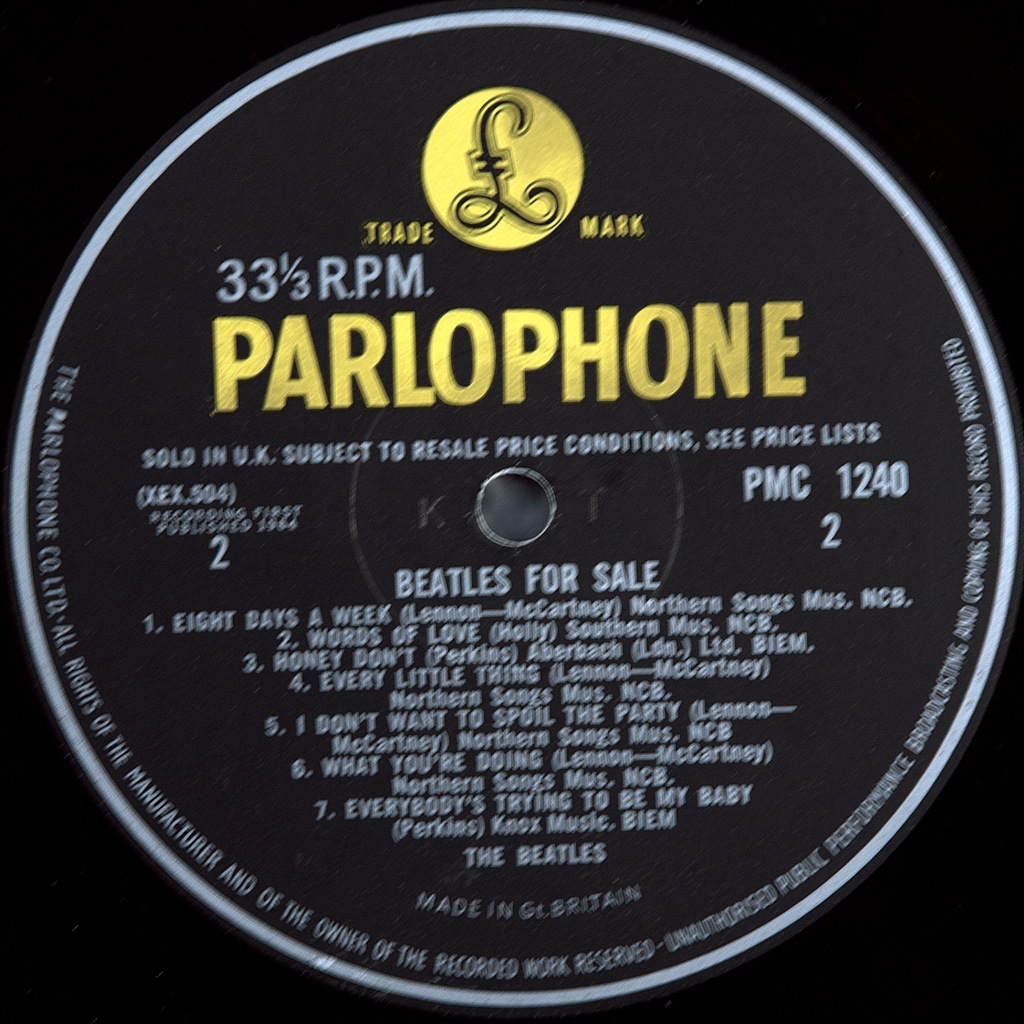 £
TRADE MARK
33⅓ R.P.M.
PARLOPHONE
SOLD IN U.K. SUBJECT TO RESALE PRICE CONDITIONS, SEE PRICE LISTS
(XEX.504)
RECORDING FIRST
PUBLISHED 1964
2
PMC 1240
2
K T
BEATLES FOR SALE
1. EIGHT DAYS A WEEK (Lennon—McCartney) Northern Songs Mus. NCB.
2. WORDS OF LOVE (Holly) Southern Mus. NCB.
3. HONEY DON'T (Perkins) Aberbach (Ldn.) Ltd. BIEM.
4. EVERY LITTLE THING (Lennon—McCartney)
Northern Songs Mus. NCB.
5. I DON'T WANT TO SPOIL THE PARTY (Lennon—
McCartney) Northern Songs Mus. NCB
6. WHAT YOU'RE DOING (Lennon—McCartney)
Northern Songs Mus. NCB.
7. EVERYBODY'S TRYING TO BE MY BABY
(Perkins) Knox Music. BIEM
THE BEATLES
MADE IN Gt. BRITAIN
THE PARLOPHONE CO. LTD. · ALL RIGHTS OF THE MANUFACTURER AND OF THE OWNER OF THE RECORDED WORK RESERVED · UNAUTHORISED PUBLIC PERFORMANCE BROADCASTING AND COPYING OF THIS RECORD PROHIBITED